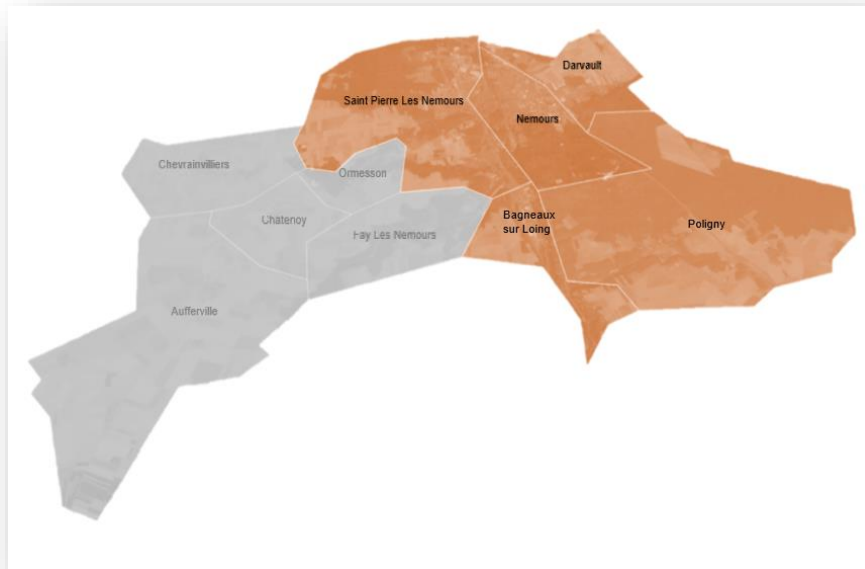 Darvault
Saint Pierre Les Nemours
Nemours
Chevrainvilliers
Ormesson
Chatenoy
Bagneaux
sur Loing
Poligny
Fay Les Nemours
Aufferville